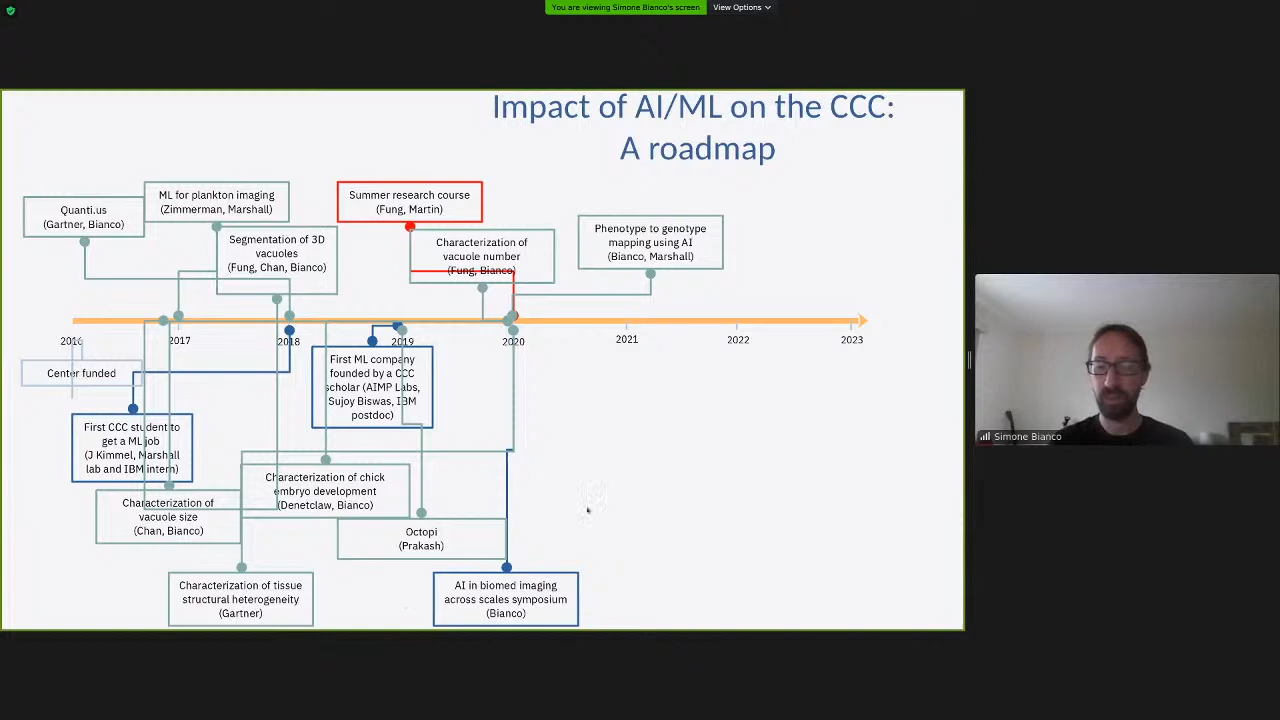 You are viewing Simone Bianco's screen
View Options
Impact of AI/ML on the CCC:
A roadmap
Quanti.us
(Gartner, Bianco)
ML for plankton imaging
(Zimmerman, Marshall)
Segmentation of 3D
vacuoles
(Fung, Chan, Bianco)
Summer research course
(Fung, Martin)
Characterization of
vacuole number
(Fung, Bianco)
Phenotype to genotype
mapping using AI
(Bianco, Marshall)
2016
2017
2018
2019
2020
2021
2022
2023
Center funded
First CCC student to
get a ML job
(J Kimmel, Marshall
lab and IBM intern)
First ML company
founded by a CCC
scholar (AIMP Labs,
Sujoy Biswas, IBM
postdoc)
Characterization of
vacuole size
(Chan, Bianco)
Characterization of chick
embryo development
(Denetclaw, Bianco)
Octopi
(Prakash)
Characterization of tissue
structural heterogeneity
(Gartner)
AI in biomed imaging
across scales symposium
(Bianco)
Simone Bianco